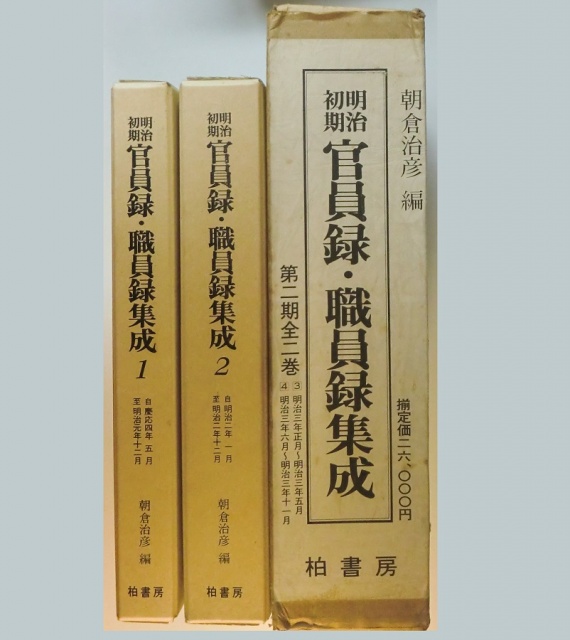 明治
初期
官員録・職員録集成
1
自 慶応四年 五 月
至 明治元年十二月
朝倉治彦 編
柏書房
明治
初期
官員録・職員録集成
2
自 明治二年 一 月
至 明治二年十二月
朝倉治彦 編
柏書房
朝倉治彦 編
明治
初期
官員録・職員録集成
第二期全二巻
③ 明治三年正月〜明治三年五月
④ 明治三年六月〜明治三年十一月
揃定価二六、〇〇〇円
柏書房